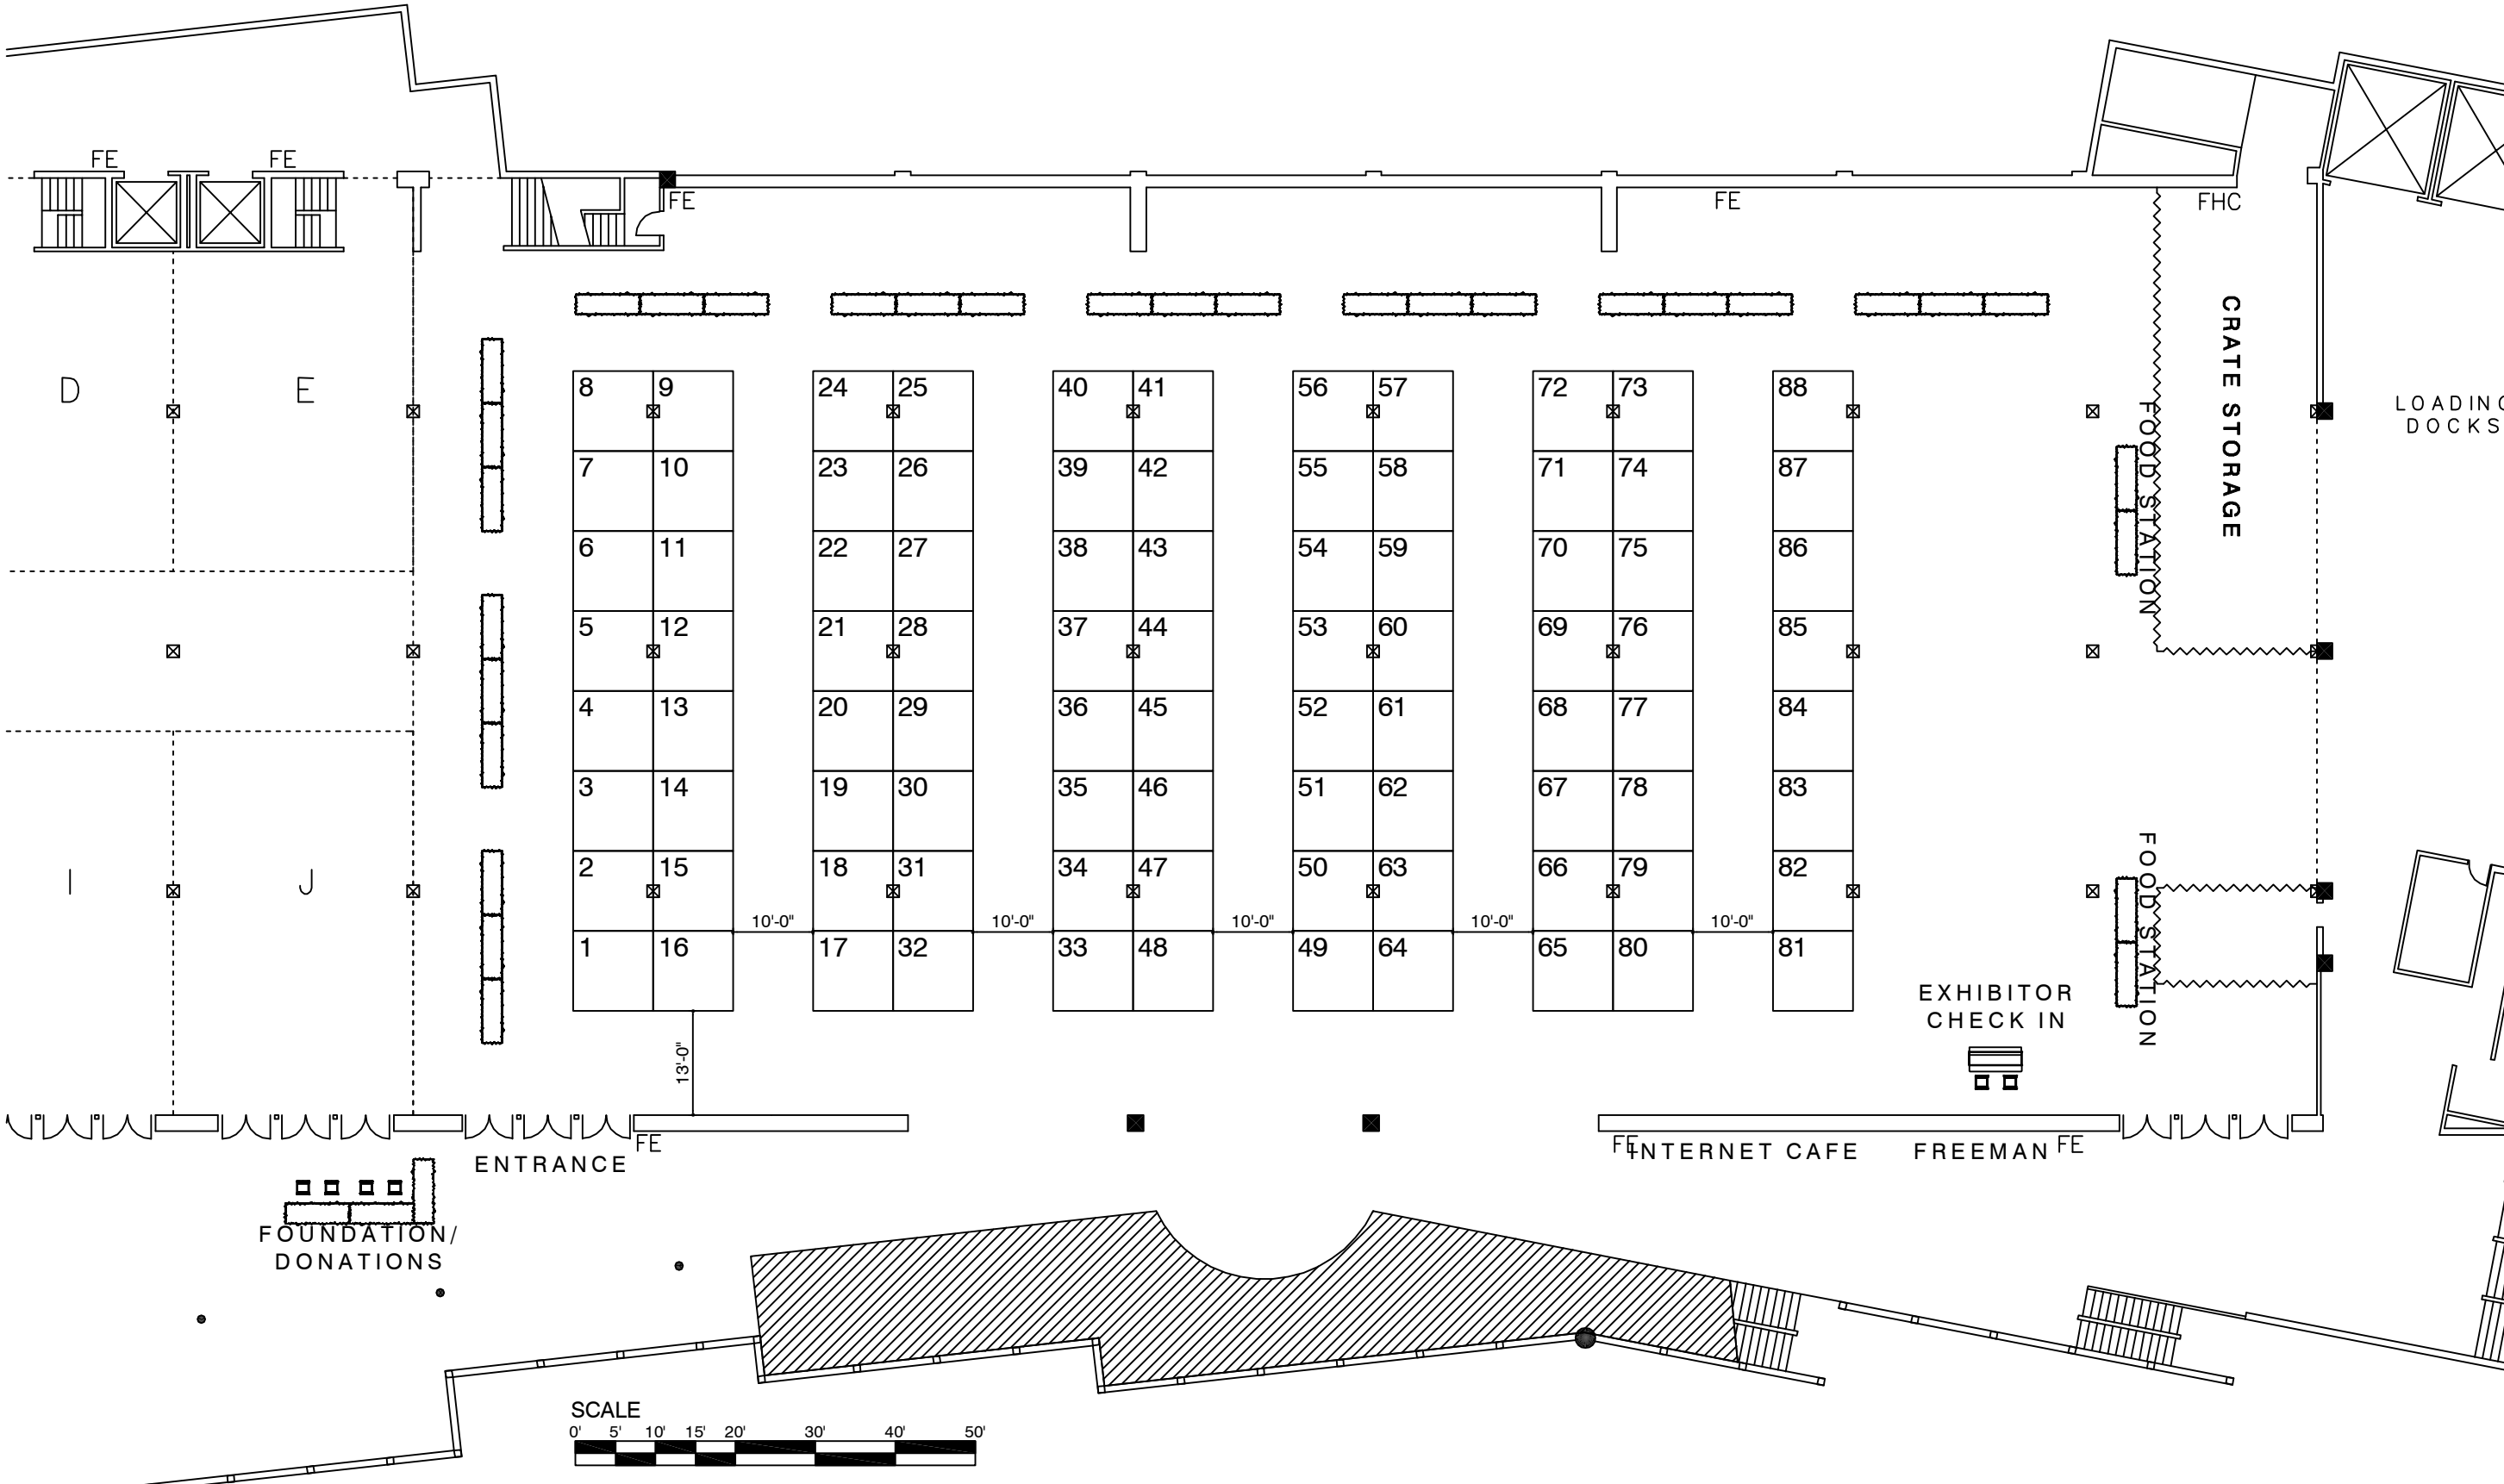 FE
FE
FE
FE
FHC
CRATE STORAGE
D
E
LOADING
DOCKS
FOOD STATION
8 9 24 25 40 41 56 57 72 73 88
7 10 23 26 39 42 55 58 71 74 87
6 11 22 27 38 43 54 59 70 75 86
5 12 21 28 37 44 53 60 69 76 85
4 13 20 29 36 45 52 61 68 77 84
3 14 19 30 35 46 51 62 67 78 83
I
J
2 15 18 31 34 47 50 63 66 79 82
10'-0" 10'-0" 10'-0" 10'-0" 10'-0"
1 16 17 32 33 48 49 64 65 80 81
FOOD STATION
EXHIBITOR
CHECK IN
13'-0"
FE
FE
FE
ENTRANCE
INTERNET CAFE
FREEMAN
FOUNDATION/
DONATIONS
SCALE
0' 5' 10' 15' 20' 30' 40' 50'